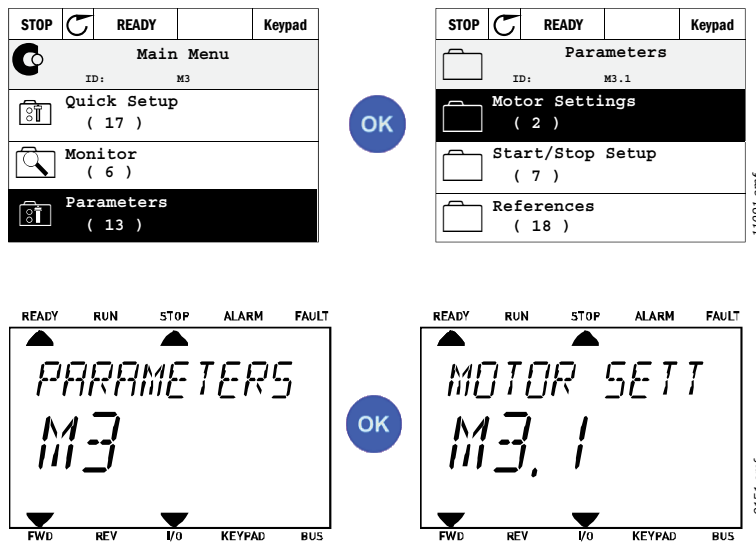 STOP READY Keypad
Main Menu
ID: M3
Quick Setup
( 17 )
Monitor
( 6 )
Parameters
( 13 )
OK
STOP READY Keypad
Parameters
ID: M3.1
Motor Settings
( 2 )
Start/Stop Setup
( 7 )
References
( 18 )
READY RUN STOP ALARM FAULT
PARAMETERS
M3
FWD REV I/O KEYPAD BUS
OK
READY RUN STOP ALARM FAULT
MOTOR SETT
M3.1
FWD REV I/O KEYPAD BUS